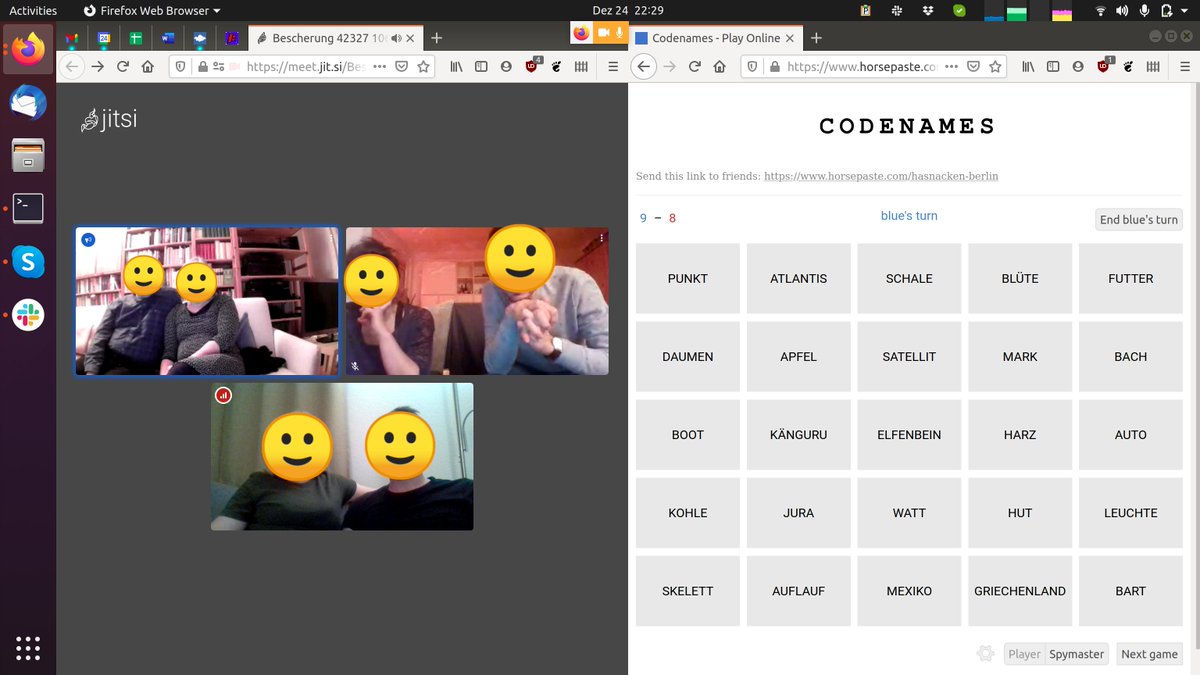 Activities
Firefox Web Browser
Dez 24 22:29
Bescherung 42327 10
https://meet.jit.si/Bes
4
jitsi
Codenames - Play Online
https://www.horsepaste.co
1
CODENAMES
Send this link to friends: https://www.horsepaste.com/hasnacken-berlin
9 – 8
blue's turn
End blue's turn
PUNKT ATLANTIS SCHALE BLÜTE FUTTER
DAUMEN APFEL SATELLIT MARK BACH
BOOT KÄNGURU ELFENBEIN HARZ AUTO
KOHLE JURA WATT HUT LEUCHTE
SKELETT AUFLAUF MEXIKO GRIECHENLAND BART
Player Spymaster Next game